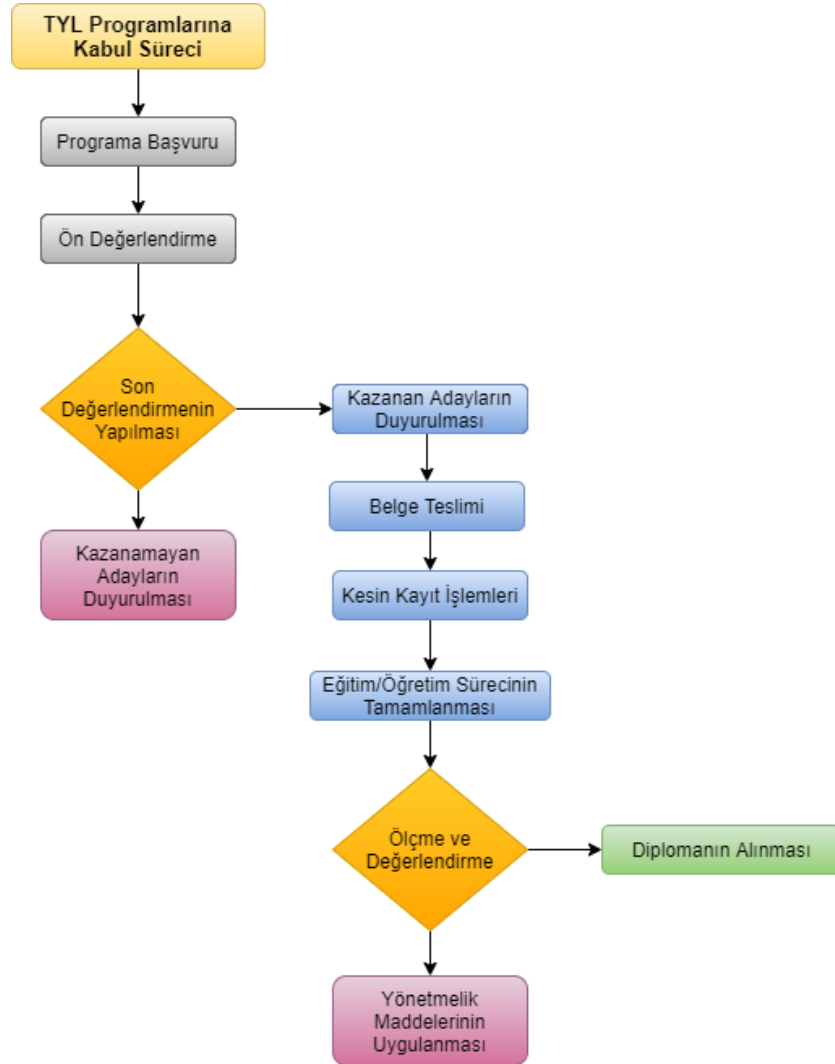 TYL Programlarına
Kabul Süreci
Programa Başvuru
Ön Değerlendirme
Son
Değerlendirmenin
Yapılması
Kazanan Adayların
Duyurulması
Belge Teslimi
Kazanamayan
Adayların
Duyurulması
Kesin Kayıt İşlemleri
Eğitim/Öğretim Sürecinin
Tamamlanması
Ölçme ve
Değerlendirme
Diplomanın Alınması
Yönetmelik
Maddelerinin
Uygulanması